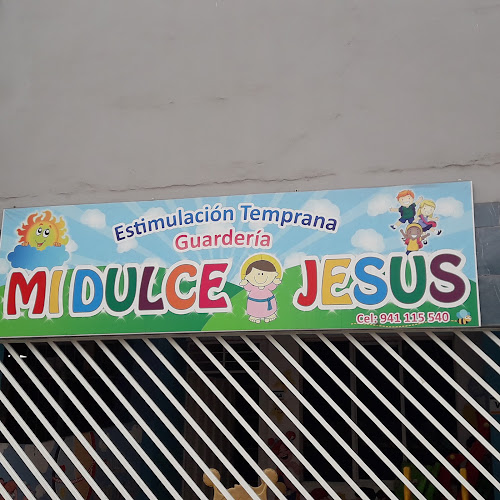 Estimulación Temprana
Guardería
MI DULCE JESUS
Cel: 941 115 540